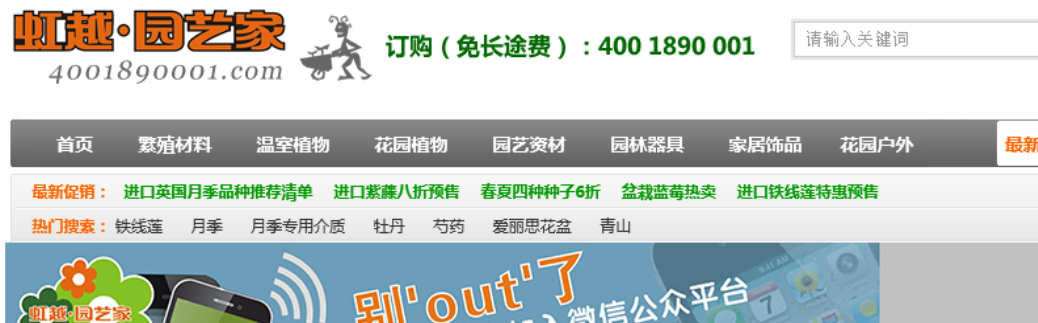 虹越·园艺家
4001890001.com
订购（免长途费）：400 1890 001
请输入关键词
首页 繁殖材料 温室植物 花园植物 园艺资材 园林器具 家居饰品 花园户外 最新
最新促销： 进口英国月季品种推荐清单 进口紫藤八折预售 春夏四种种子6折 盆栽蓝莓热卖 进口铁线莲特惠预售
热门搜索： 铁线莲 月季 月季专用介质 牡丹 芍药 爱丽思花盆 青山
别'out'了
入微信公众平台
虹越·园艺家
9:41 AM
7